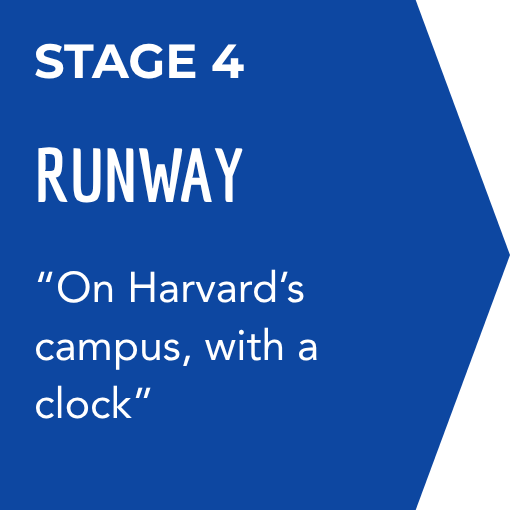 STAGE 4
RUNWAY
“On Harvard’s
campus, with a
clock”